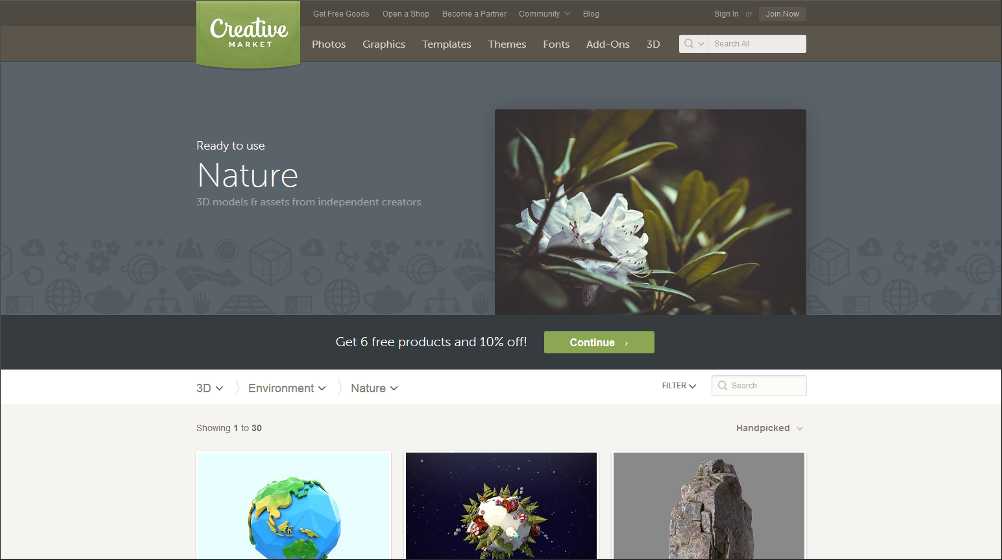 Get Free Goods Open a Shop Become a Partner Community Blog Sign In or Join Now
Creative
MARKET
Photos Graphics Templates Themes Fonts Add-Ons 3D Search All
Ready to use
Nature
3D models & assets from independent creators
Get 6 free products and 10% off! Continue ›
3D Environment Nature FILTER Search
Showing 1 to 30 Handpicked